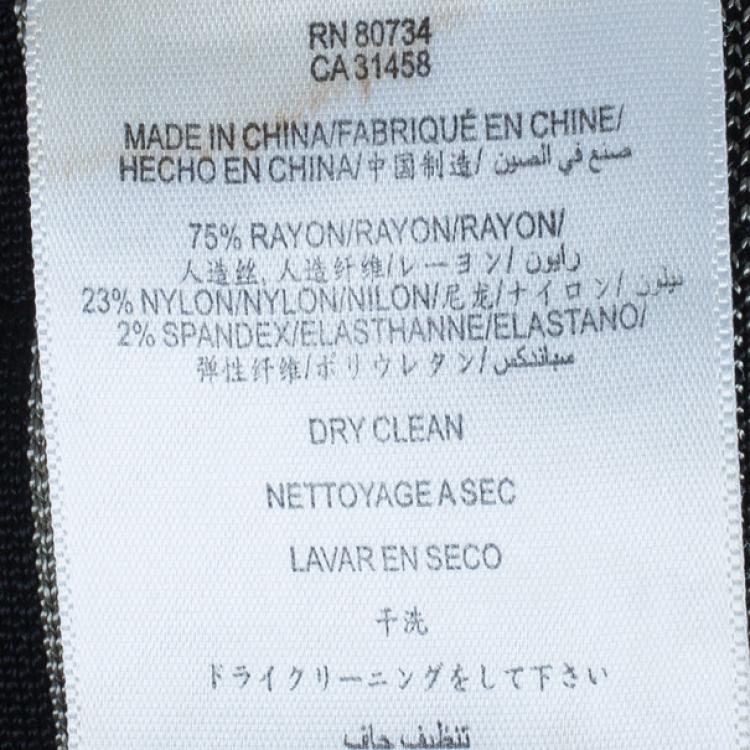 RN 80734
CA 31458
MADE IN CHINA/FABRIQUÉ EN CHINE/
HECHO EN CHINA/中国制造/ صنع في الصين
75% RAYON/RAYON/RAYON/
人造丝, 人造纤维/レーヨン/ رايون
23% NYLON/NYLON/NILON/尼龙/ナイロン/ نيلون
2% SPANDEX/ELASTHANNE/ELASTANO/
弹性纤维/ポリウレタン/ سباندكس
DRY CLEAN
NETTOYAGE A SEC
LAVAR EN SECO
干洗
ドライクリーニングをして下さい
تنظيف جاف